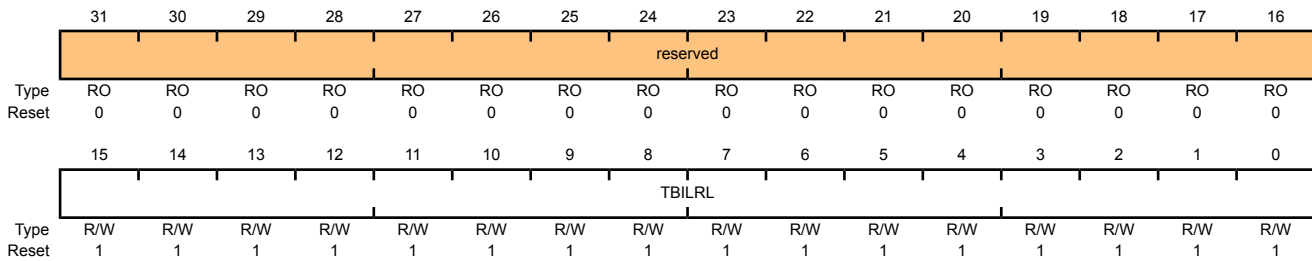 31 30 29 28 27 26 25 24 23 22 21 20 19 18 17 16
reserved
Type RO RO RO RO RO RO RO RO RO RO RO RO RO RO RO RO
Reset 0 0 0 0 0 0 0 0 0 0 0 0 0 0 0 0
15 14 13 12 11 10 9 8 7 6 5 4 3 2 1 0
TBILRL
Type R/W R/W R/W R/W R/W R/W R/W R/W R/W R/W R/W R/W R/W R/W R/W R/W
Reset 1 1 1 1 1 1 1 1 1 1 1 1 1 1 1 1